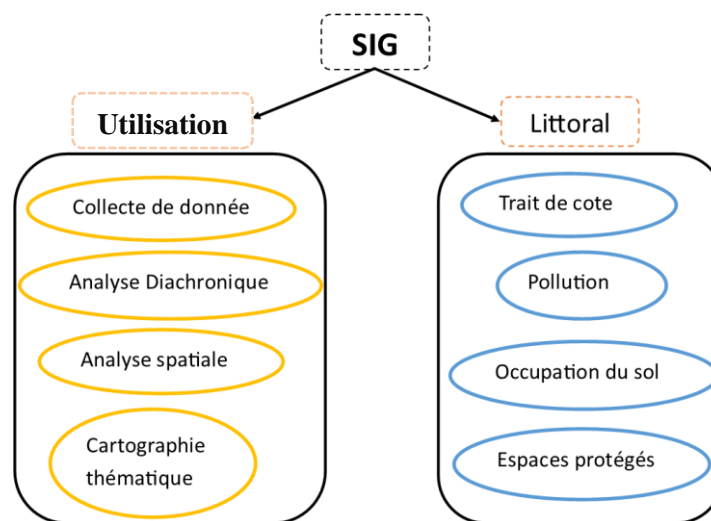 SIG
Utilisation
Littoral
Collecte de donnée
Analyse Diachronique
Analyse spatiale
Cartographie
thématique
Trait de cote
Pollution
Occupation du sol
Espaces protégés